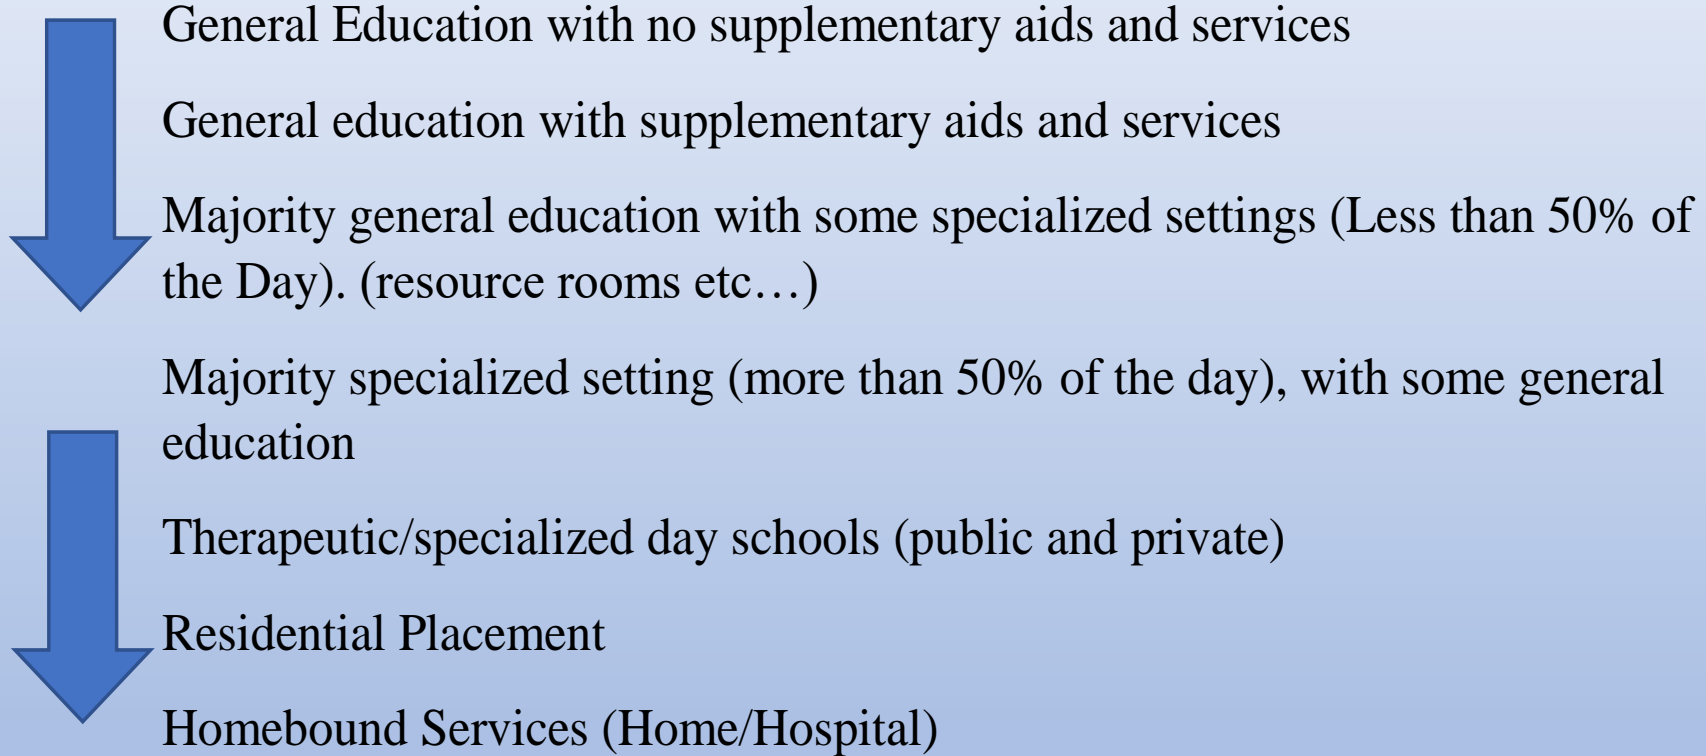 General Education with no supplementary aids and services
General education with supplementary aids and services
Majority general education with some specialized settings (Less than 50% of
the Day). (resource rooms etc…)
Majority specialized setting (more than 50% of the day), with some general
education
Therapeutic/specialized day schools (public and private)
Residential Placement
Homebound Services (Home/Hospital)